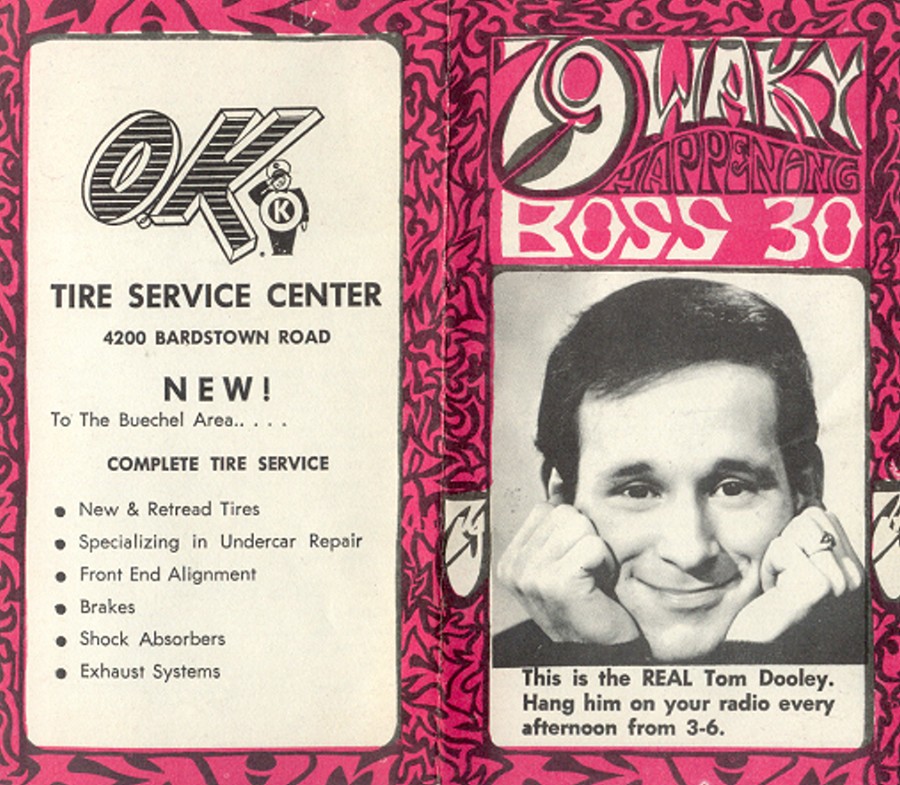 O.K.
K
TIRE SERVICE CENTER
4200 BARDSTOWN ROAD
NEW!
To The Buechel Area.. . . .
COMPLETE TIRE SERVICE
• New & Retread Tires
• Specializing in Undercar Repair
• Front End Alignment
• Brakes
• Shock Absorbers
• Exhaust Systems
79 WAKY
HAPPENING
BOSS 30
This is the REAL Tom Dooley.
Hang him on your radio every
afternoon from 3-6.